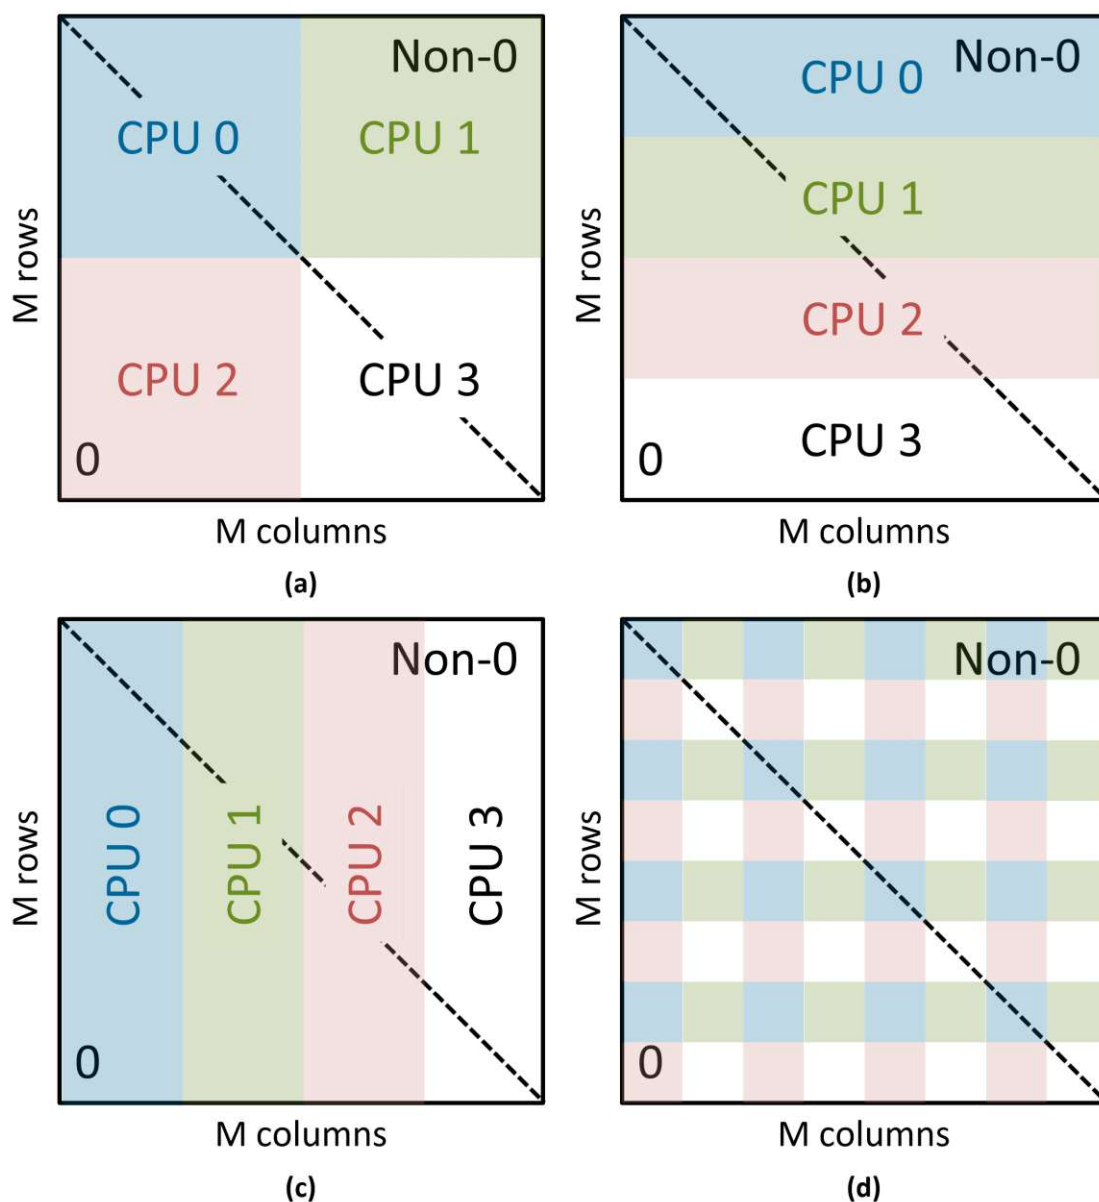 Non-0
CPU 0
CPU 1
CPU 2
CPU 3
0
M rows
M columns
(a)
Non-0
CPU 0
CPU 1
CPU 2
CPU 3
0
M rows
M columns
(b)
Non-0
CPU 0
CPU 1
CPU 2
CPU 3
0
M rows
M columns
(c)
Non-0
0
M rows
M columns
(d)